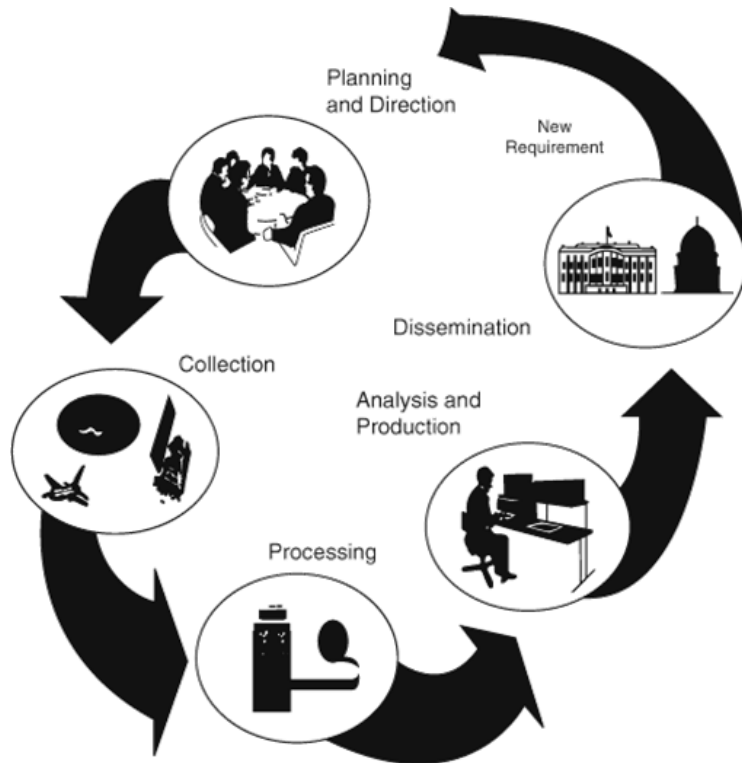 Planning
and Direction
New
Requirement
Dissemination
Collection
Analysis and
Production
Processing